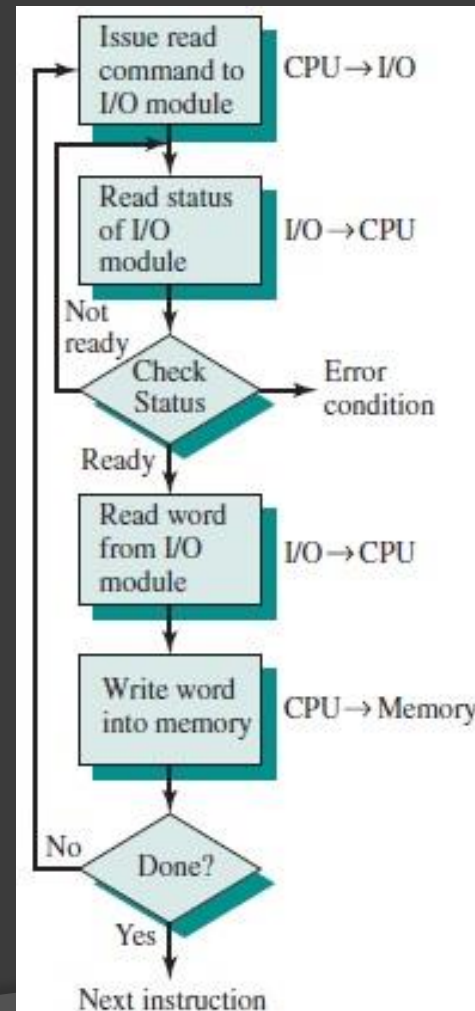 Issue read
command to
I/O module
CPU→I/O
Read status
of I/O
module
I/O→CPU
Not
ready
Check
Status
Error
condition
Ready
Read word
from I/O
module
I/O→CPU
Write word
into memory
CPU→Memory
No
Done?
Yes
Next instruction